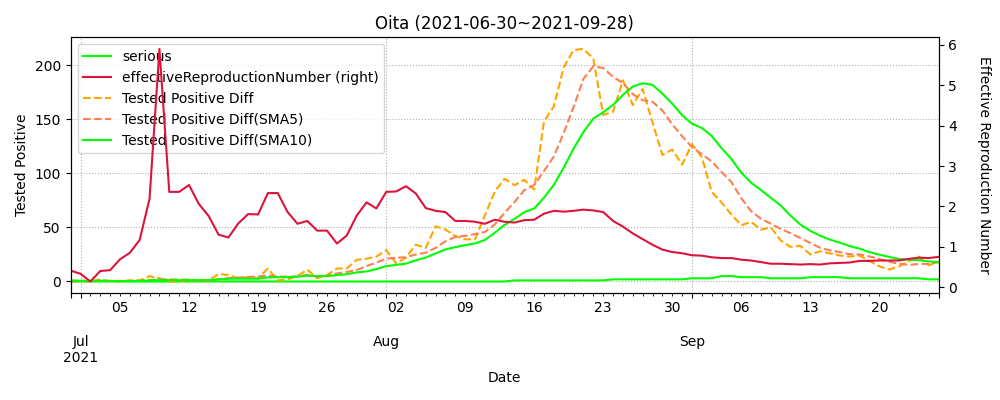 Oita (2021-06-30~2021-09-28)
serious
effectiveReproductionNumber (right)
Tested Positive Diff
Tested Positive Diff(SMA5)
Tested Positive Diff(SMA10)
Tested Positive
200
150
100
50
0
6
5
4
3
2
1
0
Effective Reproduction Number
05 12 19 26 02 09 16 23 30 06 13 20
Jul Aug Sep
2021
Date